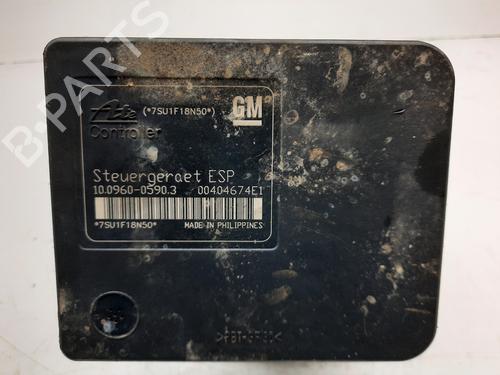 Ate (*7SU1F18N50*) GM
Controller
Steuergeraet ESP
10.0960-0590.3 00404674E1
*7SU1F18N50* MADE IN PHILIPPINES
B-PARTS